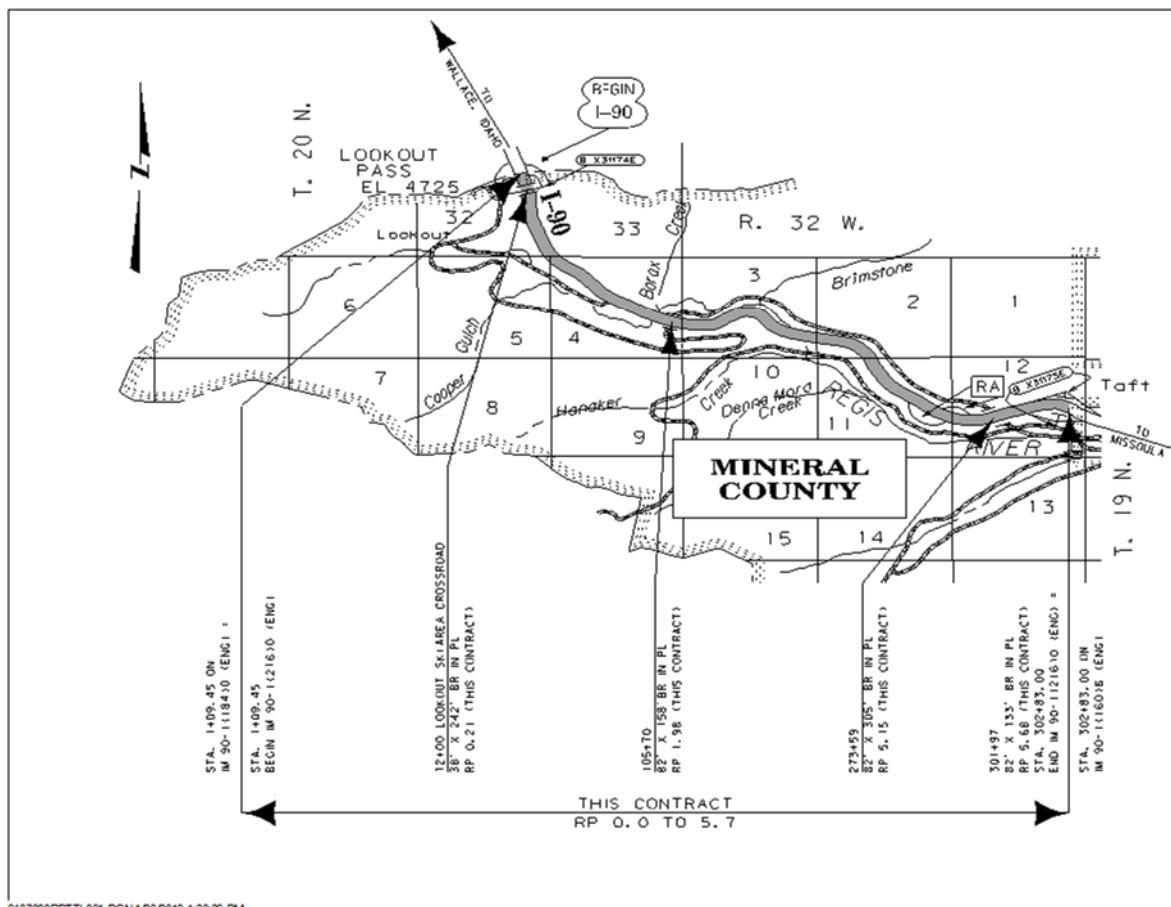 TO
WALLACE, IDAHO
BEGIN
I-90
B X31174E
T. 20 N.
N
LOOKOUT
PASS
EL 4725
I-90
32
33
R. 32 W.
Lookout
Borax
Creek
3
Brimstone
2
1
6
5
4
Gulch
7
Cooper
8
Hanaker
9
10
Creek
Denna Mora
Creek
11
REGIS
RIVER
12
RA
B X31175E
Taft
TO
MISSOULA
MINERAL
COUNTY
13
14
15
T. 19 N.
STA. 1+09.45 ON
IM 90-1(184)0 (ENG) =
STA. 1+09.45
BEGIN IM 90-1(216)0 (ENG)
12+00 LOOKOUT SKI AREA CROSSROAD
38' X 242' BR IN PL
RP 0.21 (THIS CONTRACT)
105+70
82' X 158' BR IN PL
RP 1.98 (THIS CONTRACT)
273+59
82' X 305' BR IN PL
RP 5.15 (THIS CONTRACT)
301+97
82' X 133' BR IN PL
RP 5.68 (THIS CONTRACT)
STA. 302+83.00
END IM 90-1(216)0 (ENG) =
STA. 302+83.00 ON
IM 90-1(160)5 (ENG)
THIS CONTRACT
RP 0.0 TO 5.7